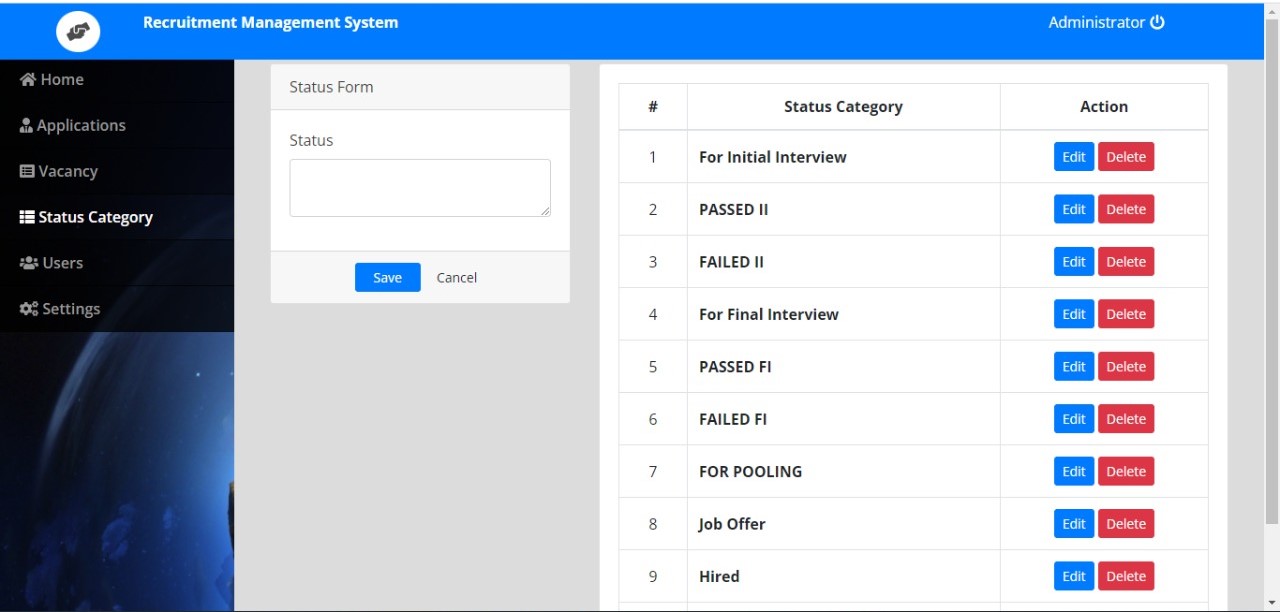 Recruitment Management System
Administrator
Home
Applications
Vacancy
Status Category
Users
Settings
Status Form
Status
Save Cancel
# Status Category Action
1 For Initial Interview Edit Delete
2 PASSED II Edit Delete
3 FAILED II Edit Delete
4 For Final Interview Edit Delete
5 PASSED FI Edit Delete
6 FAILED FI Edit Delete
7 FOR POOLING Edit Delete
8 Job Offer Edit Delete
9 Hired Edit Delete